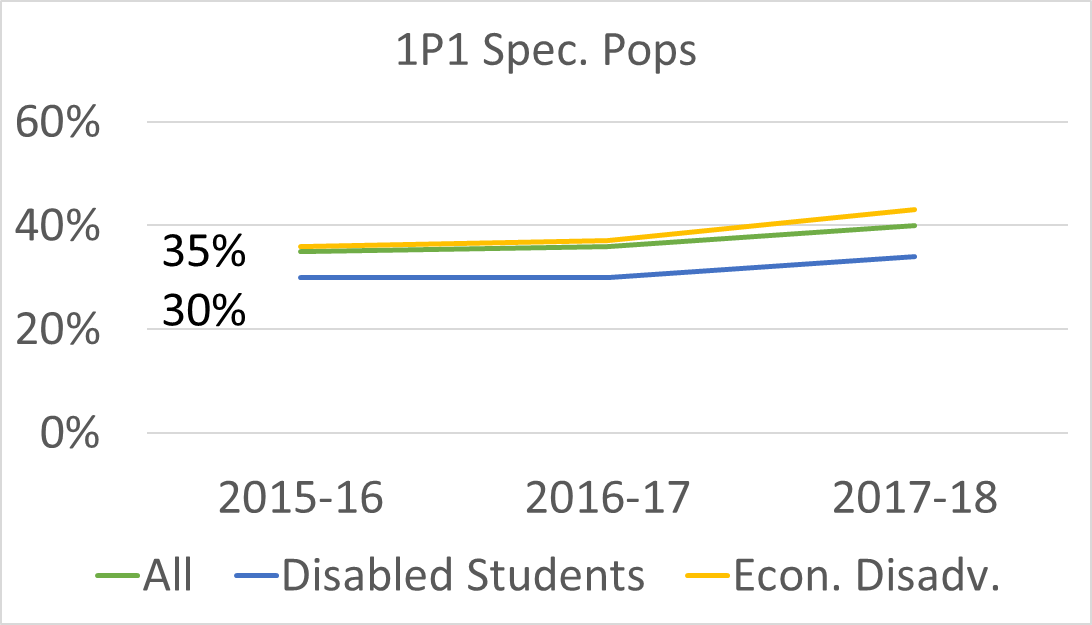 1P1 Spec. Pops
60%
40%
35%
30%
20%
0%
2015-16 2016-17 2017-18
All Disabled Students Econ. Disadv.